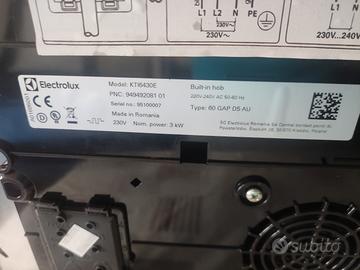 L1 L2 N PE
230V~
230V...240V~
Electrolux
Model: KTI6430E
PNC: 949492081 01
Serial no.: 95100007
Made in Romania
230V Nom. power: 3 kW
Built-in hob
220V-240V AC 50-60 Hz
Type: 60 GAP D5 AU
subito